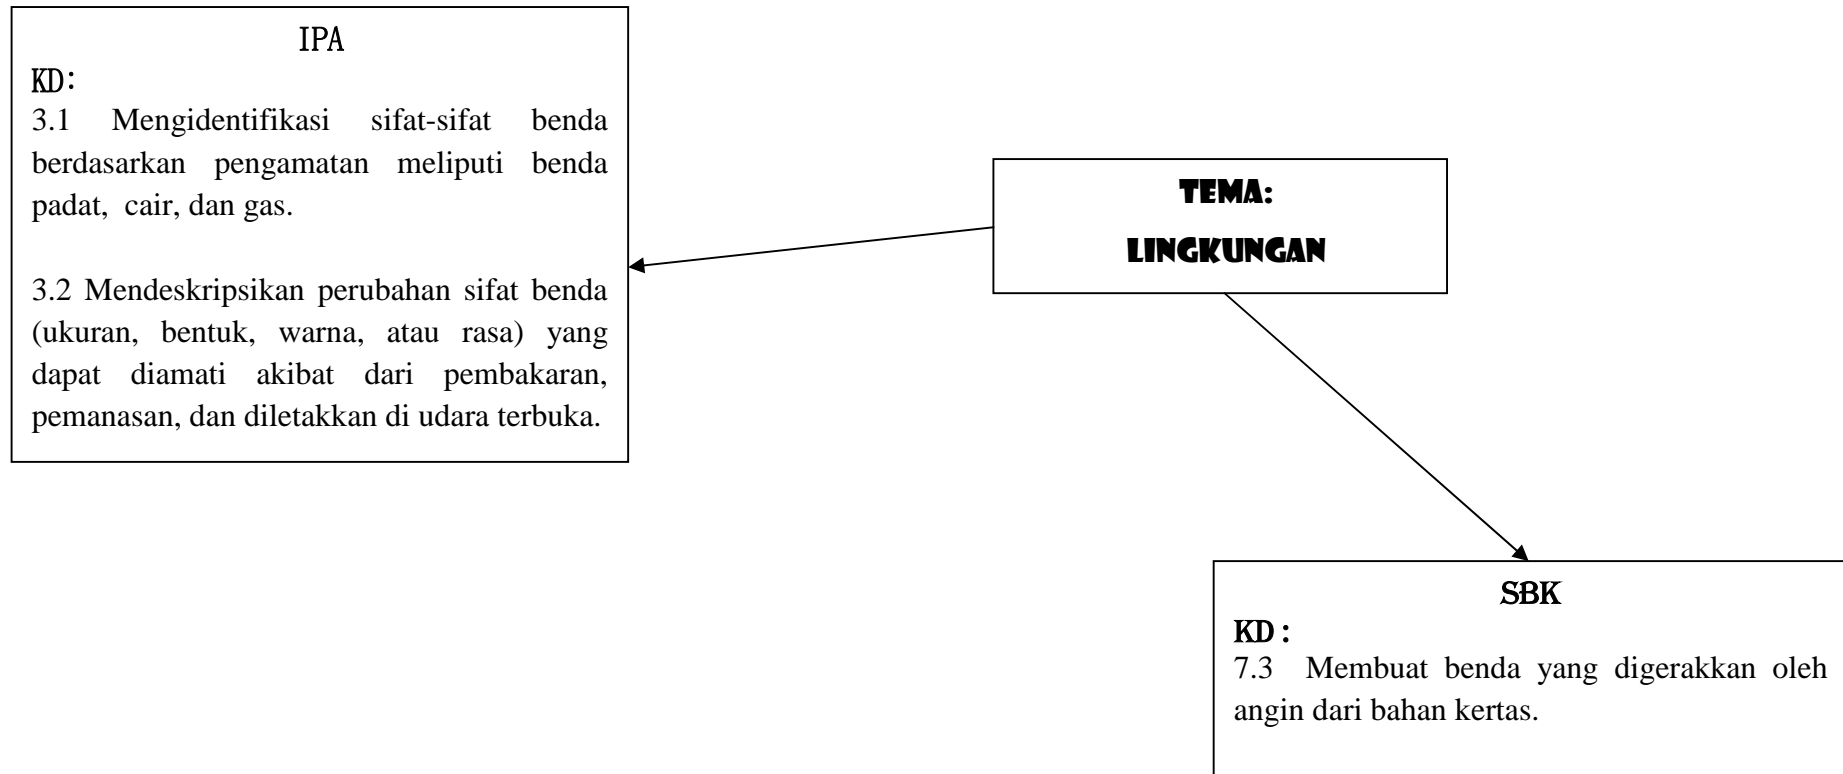 IPA
KD:
3.1 Mengidentifikasi sifat-sifat benda
berdasarkan pengamatan meliputi benda
padat, cair, dan gas.
3.2 Mendeskripsikan perubahan sifat benda
(ukuran, bentuk, warna, atau rasa) yang
dapat diamati akibat dari pembakaran,
pemanasan, dan diletakkan di udara terbuka.
TEMA:
LINGKUNGAN
SBK
KD:
7.3 Membuat benda yang digerakkan oleh
angin dari bahan kertas.